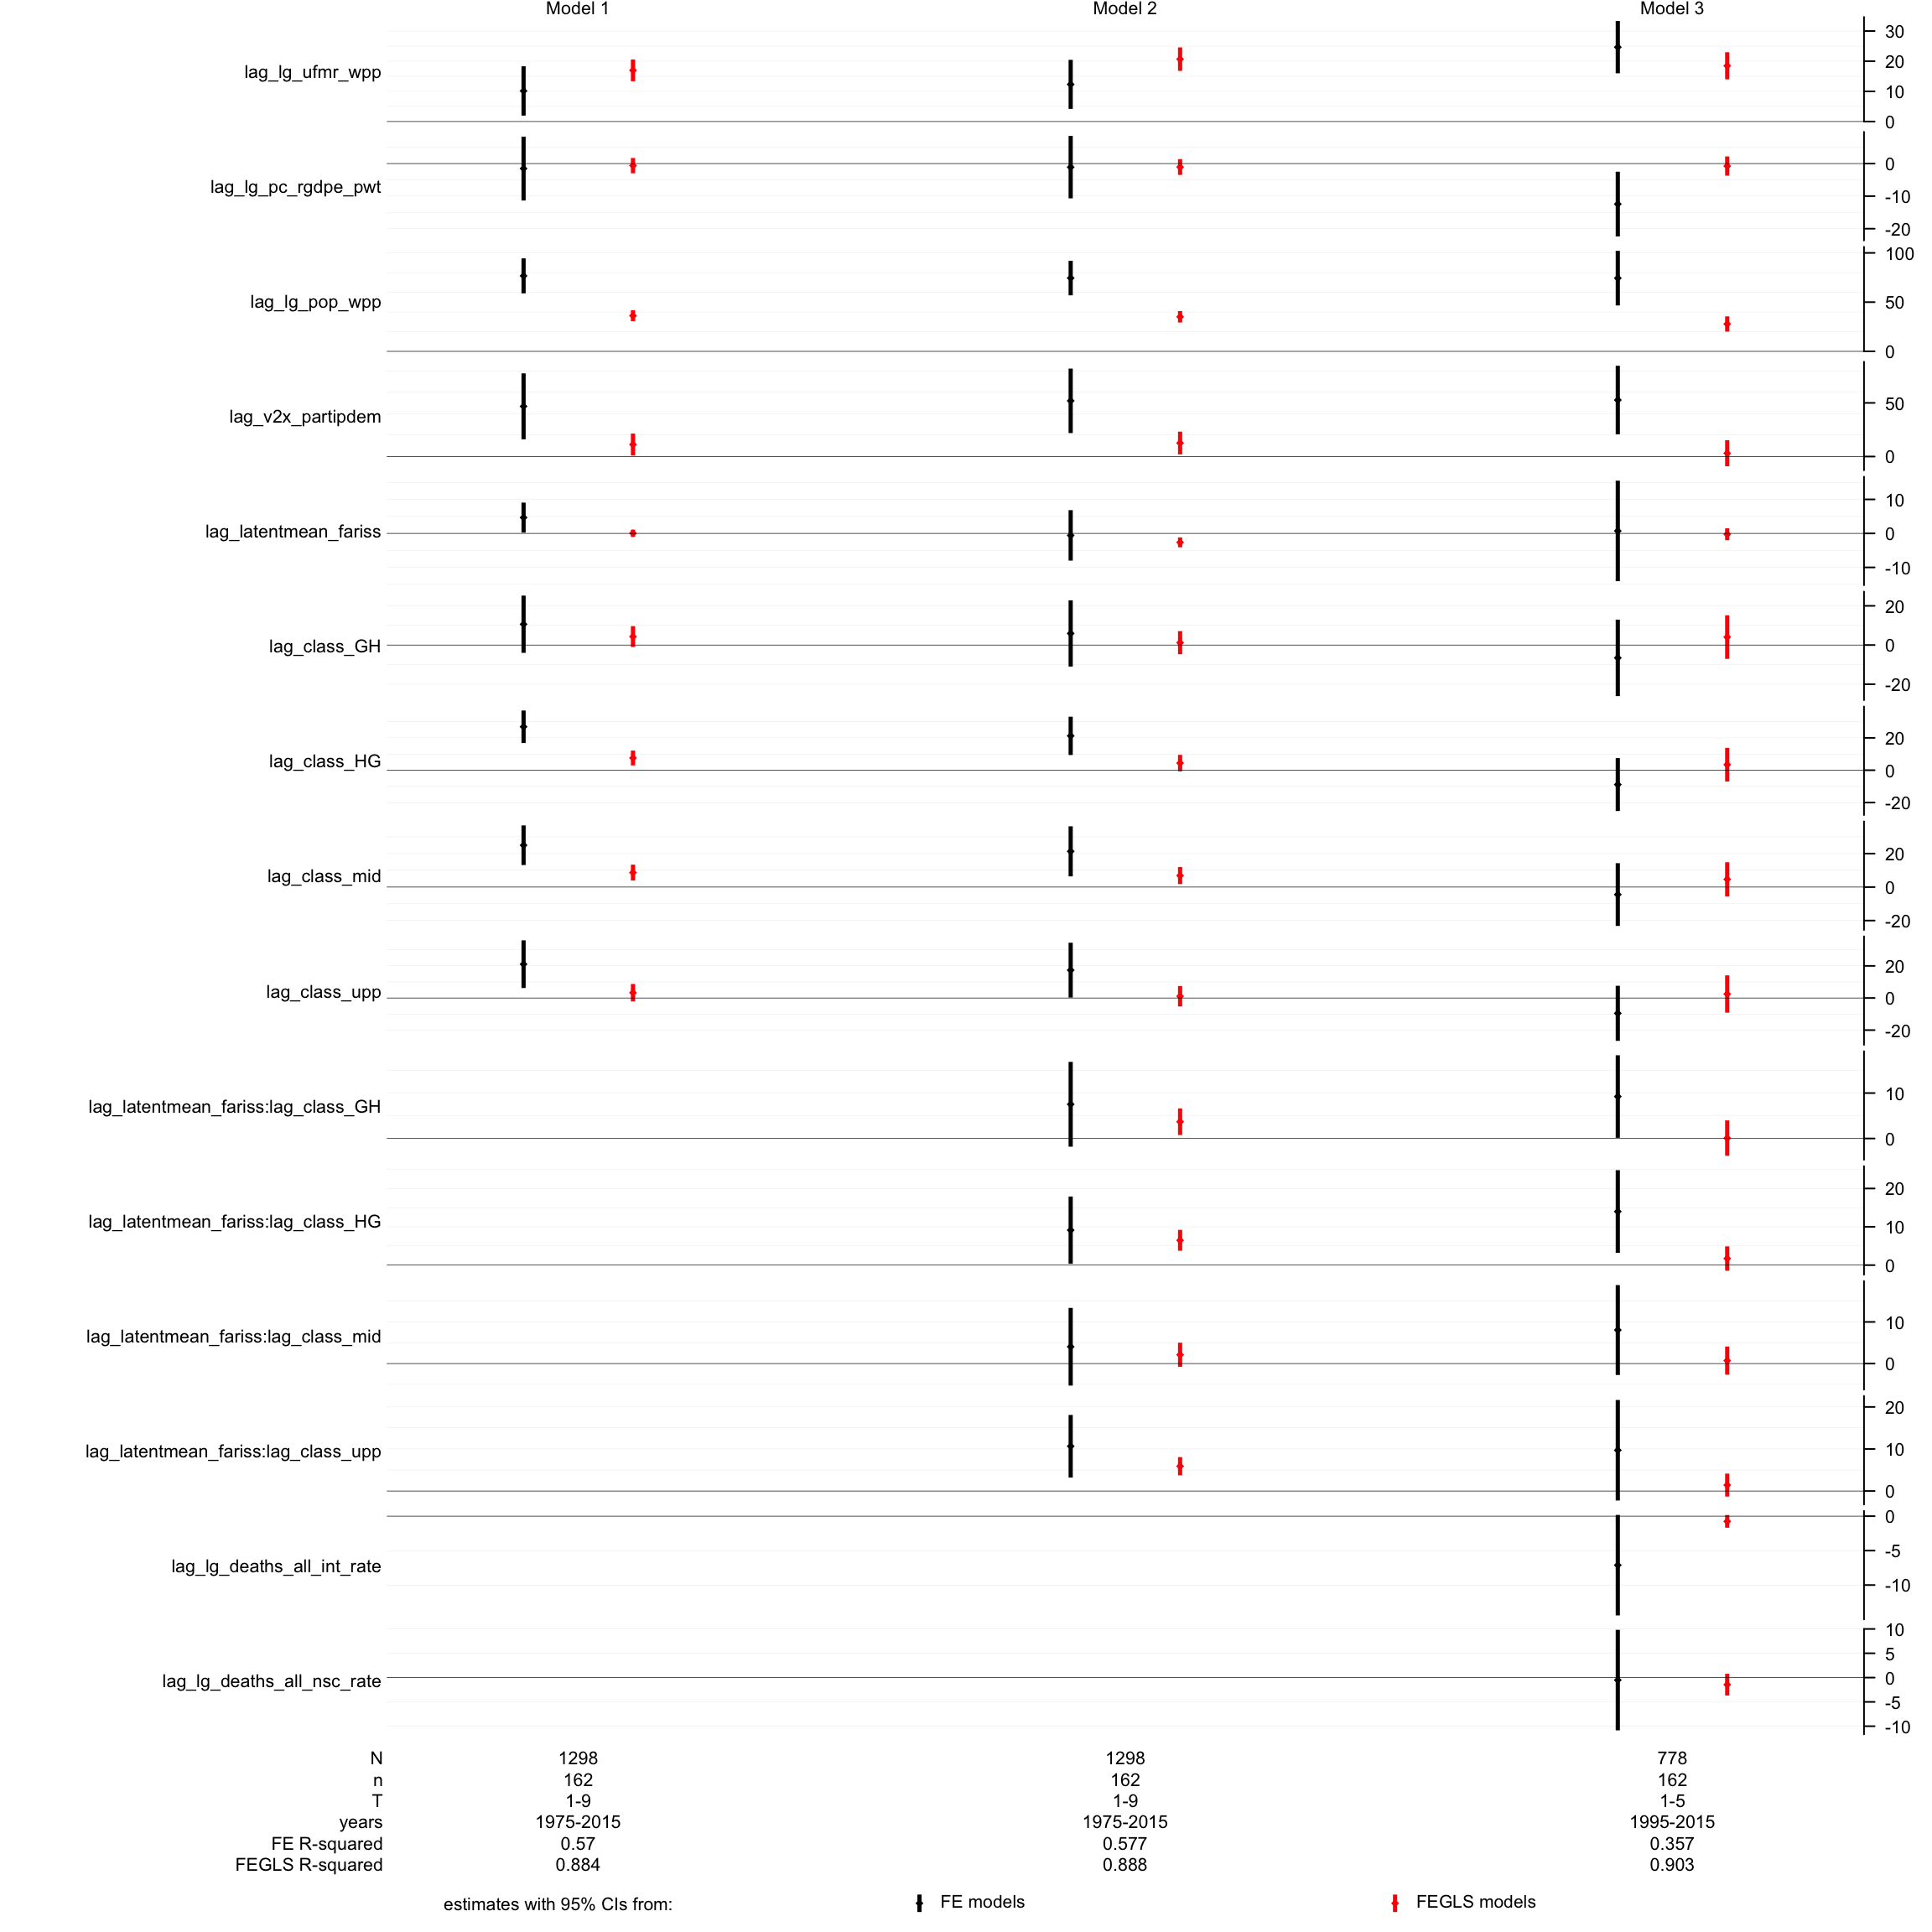 Model 1 Model 2 Model 3
lag_lg_ufmr_wpp
30
20
10
0
lag_lg_pc_rgdpe_pwt
0
-10
-20
lag_lg_pop_wpp
100
50
0
lag_v2x_partipdem
50
0
lag_latentmean_fariss
10
0
-10
lag_class_GH
20
0
-20
lag_class_HG
20
0
-20
lag_class_mid
20
0
-20
lag_class_upp
20
0
-20
lag_latentmean_fariss:lag_class_GH
10
0
lag_latentmean_fariss:lag_class_HG
20
10
0
lag_latentmean_fariss:lag_class_mid
10
0
lag_latentmean_fariss:lag_class_upp
20
10
0
lag_lg_deaths_all_int_rate
0
-5
-10
lag_lg_deaths_all_nsc_rate
10
5
0
-5
-10
N 1298 1298 778
n 162 162 162
T 1-9 1-9 1-5
years 1975-2015 1975-2015 1995-2015
FE R-squared 0.57 0.577 0.357
FEGLS R-squared 0.884 0.888 0.903
estimates with 95% CIs from: FE models FEGLS models